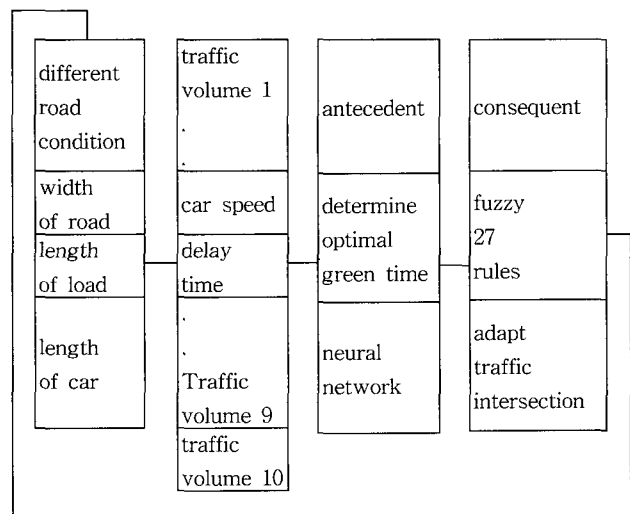 different
road
condition
width
of road
length
of load
length
of car
traffic
volume 1
.
.
car speed
delay
time
.
.
Traffic
volume 9
traffic
volume 10
antecedent
determine
optimal
green time
neural
network
consequent
fuzzy
27
rules
adapt
traffic
intersection